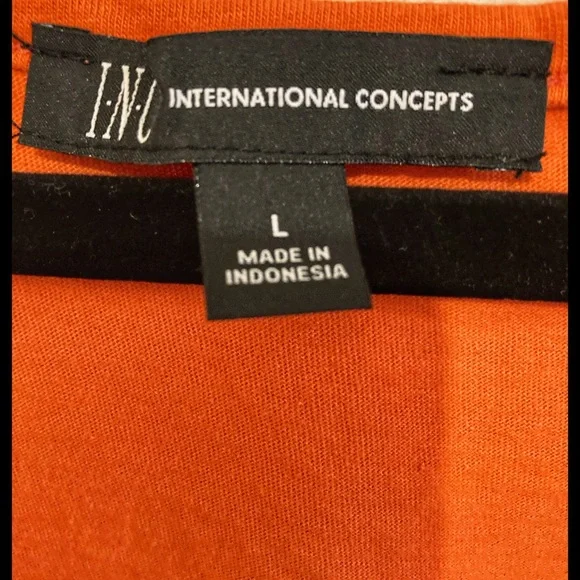 I·N·C INTERNATIONAL CONCEPTS
L
MADE IN
INDONESIA